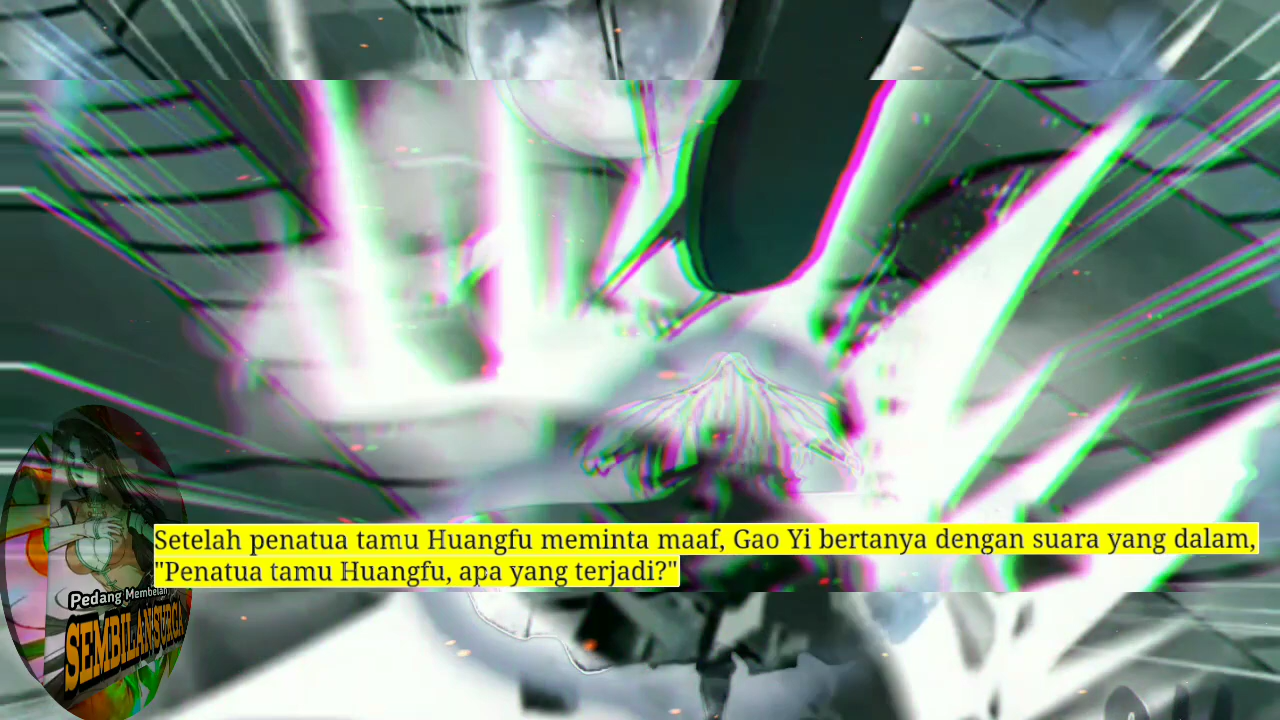 Setelah penatua tamu Huangfu meminta maaf, Gao Yi bertanya dengan suara yang dalam,
"Penatua tamu Huangfu, apa yang terjadi?"
Pedang Membelah
SEMBILAN SURGA